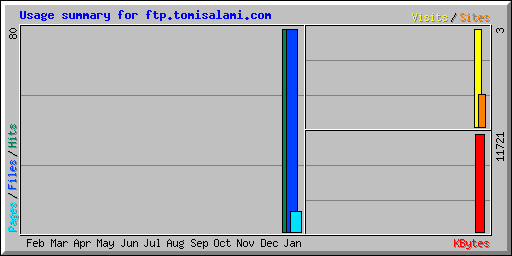 Usage summary for ftp.tomisalami.com
Visits/Sites
80
3
Pages/Files/Hits
11721
Feb Mar Apr May Jun Jul Aug Sep Oct Nov Dec Jan
KBytes